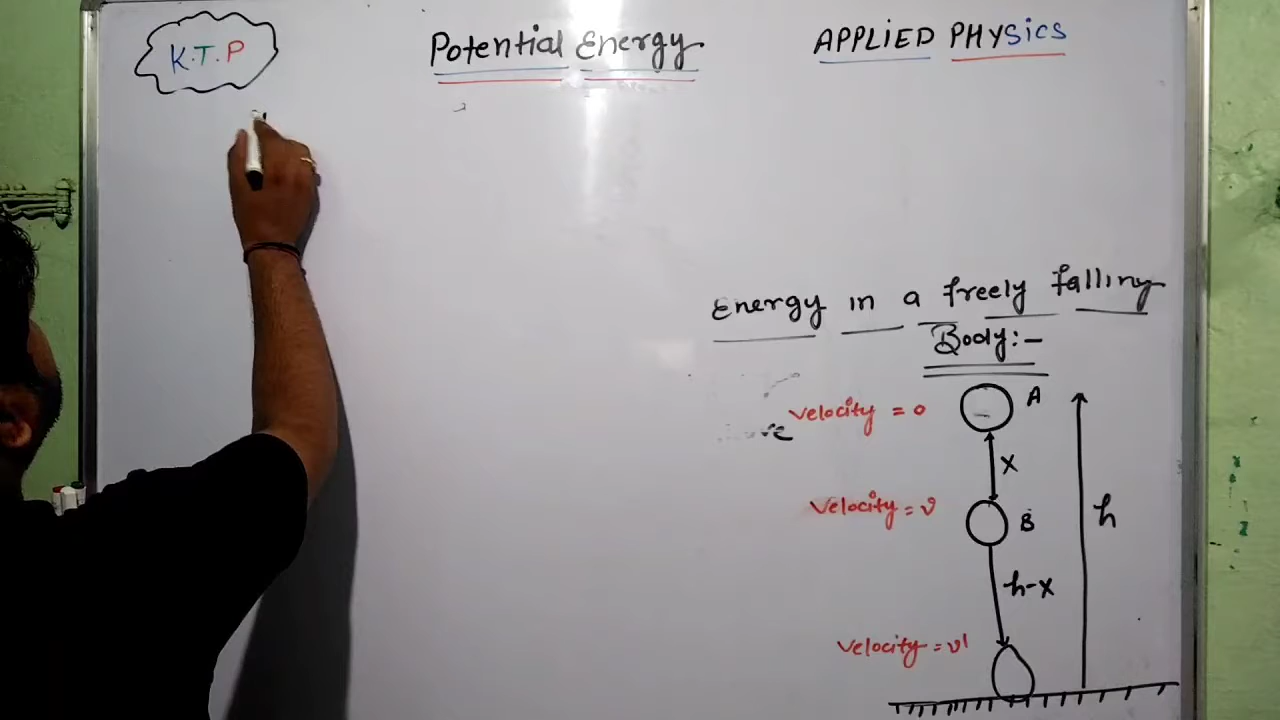 K.T.P
Potential Energy
APPLIED PHYSICS
Energy in a freely falling
Body:-
A
Velocity = 0
x
h
Velocity = v
B
h-x
Velocity = v'